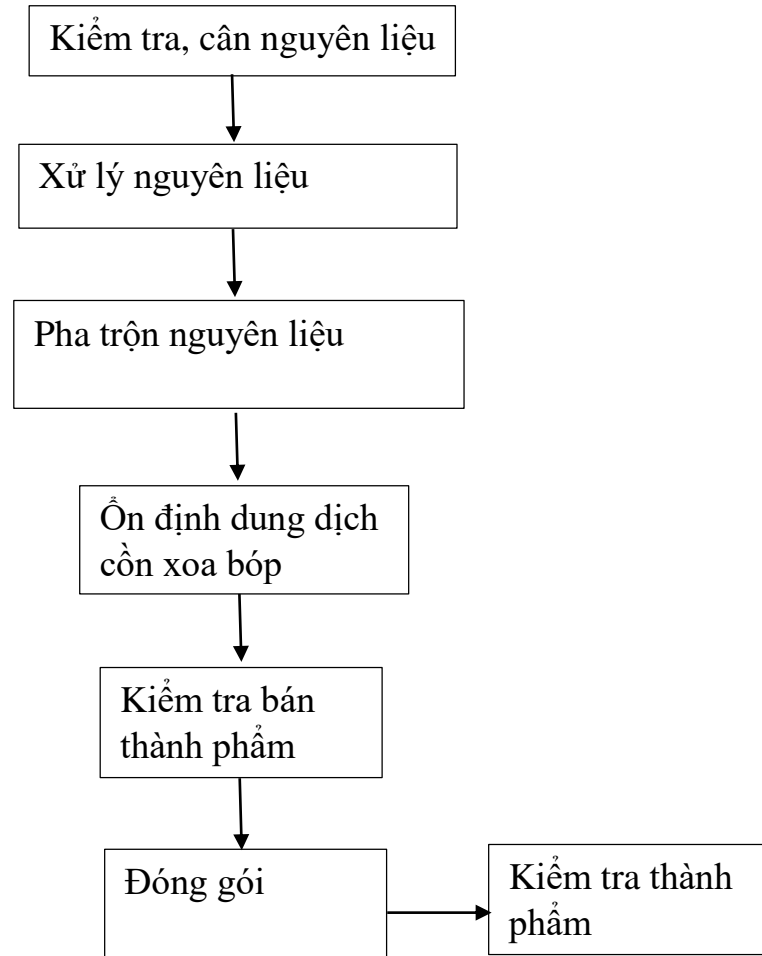 Kiểm tra, cân nguyên liệu
Xử lý nguyên liệu
Pha trộn nguyên liệu
Ổn định dung dịch
cồn xoa bóp
Kiểm tra bán
thành phẩm
Đóng gói
Kiểm tra thành
phẩm